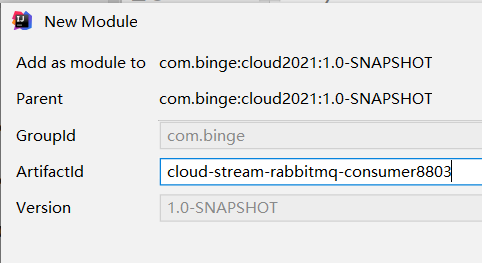 New Module
Add as module to com.binge:cloud2021:1.0-SNAPSHOT
Parent com.binge:cloud2021:1.0-SNAPSHOT
GroupId com.binge
ArtifactId cloud-stream-rabbitmq-consumer8803
Version 1.0-SNAPSHOT